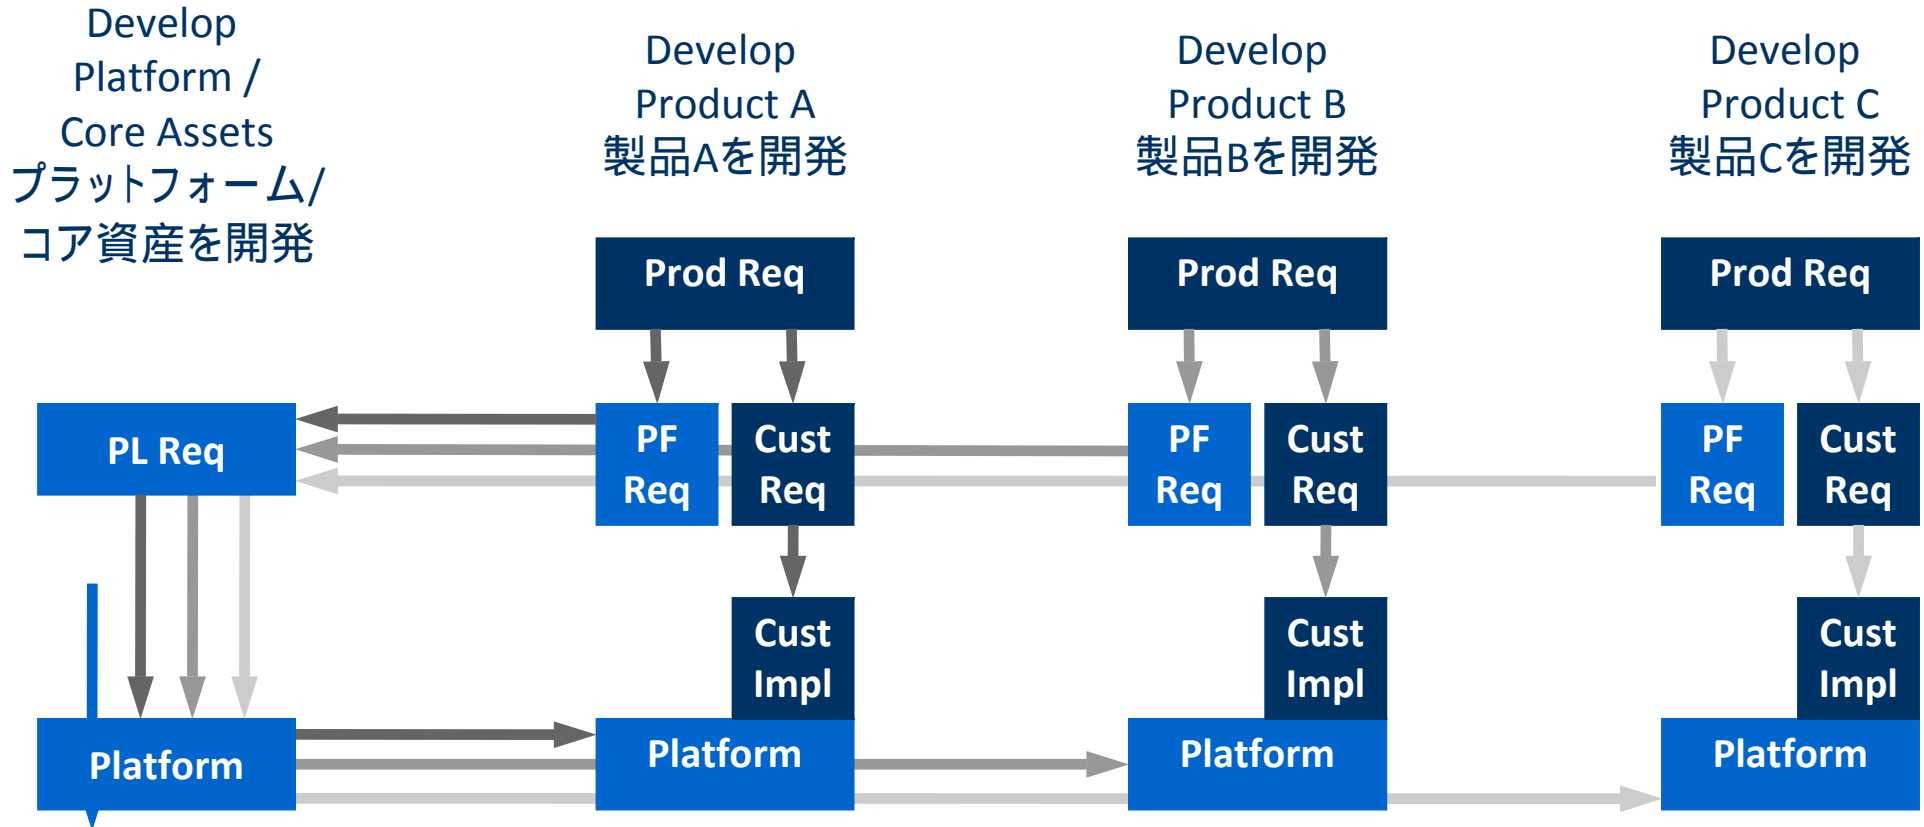 Develop
Platform /
Core Assets
プラットフォーム/
コア資産を開発
Develop
Product A
製品Aを開発
Develop
Product B
製品Bを開発
Develop
Product C
製品Cを開発
Prod Req
Prod Req
Prod Req
PL Req
PF
Req
Cust
Req
PF
Req
Cust
Req
PF
Req
Cust
Req
Cust
Impl
Cust
Impl
Cust
Impl
Platform
Platform
Platform
Platform